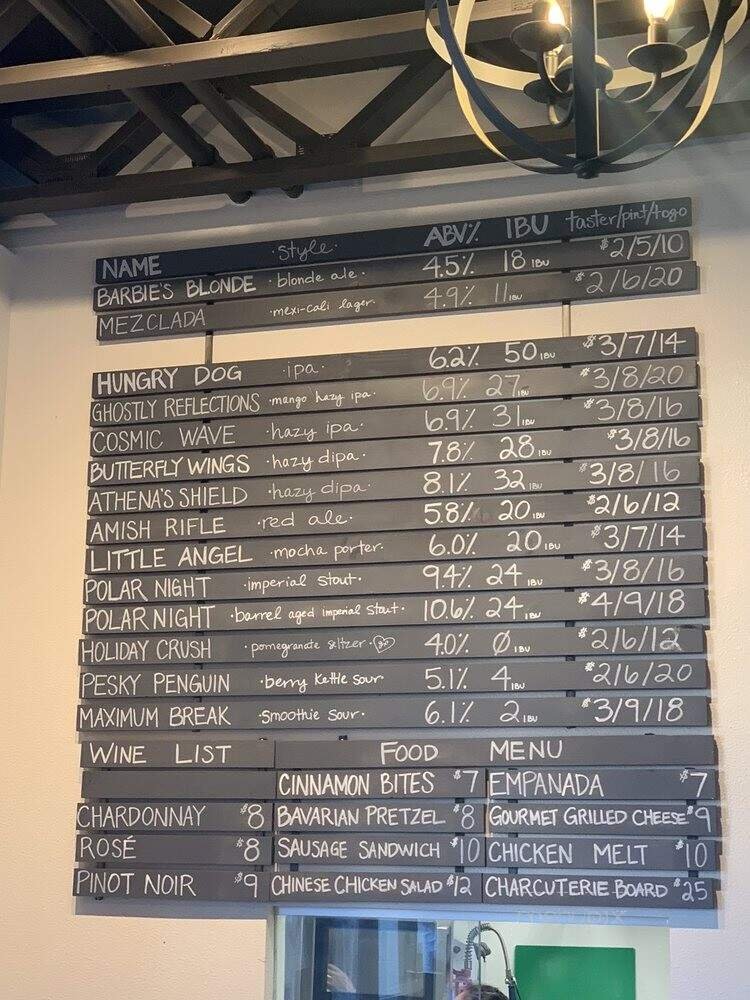 NAME ·style· ABV% IBU taster/pint/togo
BARBIE'S BLONDE ·blonde ale· 4.5% 18 IBU $2/5/10
MEZCLADA ·mexi-cali lager· 4.9% 11 IBU $2/6/20
HUNGRY DOG ·ipa· 6.2% 50 IBU $3/7/14
GHOSTLY REFLECTIONS ·mango hazy ipa· 6.9% 27 IBU $3/8/20
COSMIC WAVE ·hazy ipa· 6.9% 31 IBU $3/8/16
BUTTERFLY WINGS ·hazy dipa· 7.8% 28 IBU $3/8/16
ATHENA'S SHIELD ·hazy dipa· 8.1% 32 IBU $3/8/16
AMISH RIFLE ·red ale· 5.8% 20 IBU $2/6/12
LITTLE ANGEL ·mocha porter· 6.0% 20 IBU $3/7/14
POLAR NIGHT ·imperial stout· 9.4% 24 IBU $3/8/16
POLAR NIGHT ·barrel aged imperial stout· 10.6% 24 IBU $4/9/18
HOLIDAY CRUSH ·pomegranate seltzer· 4.0% Ø IBU $2/6/12
PESKY PENGUIN ·berry kettle sour· 5.1% 4 IBU $2/6/20
MAXIMUM BREAK ·smoothie sour· 6.1% 2 IBU $3/9/18
WINE LIST FOOD MENU
CINNAMON BITES $7 EMPANADA $7
CHARDONNAY $8 BAVARIAN PRETZEL $8 GOURMET GRILLED CHEESE $9
ROSÉ $8 SAUSAGE SANDWICH $10 CHICKEN MELT $10
PINOT NOIR $9 CHINESE CHICKEN SALAD $12 CHARCUTERIE BOARD $25